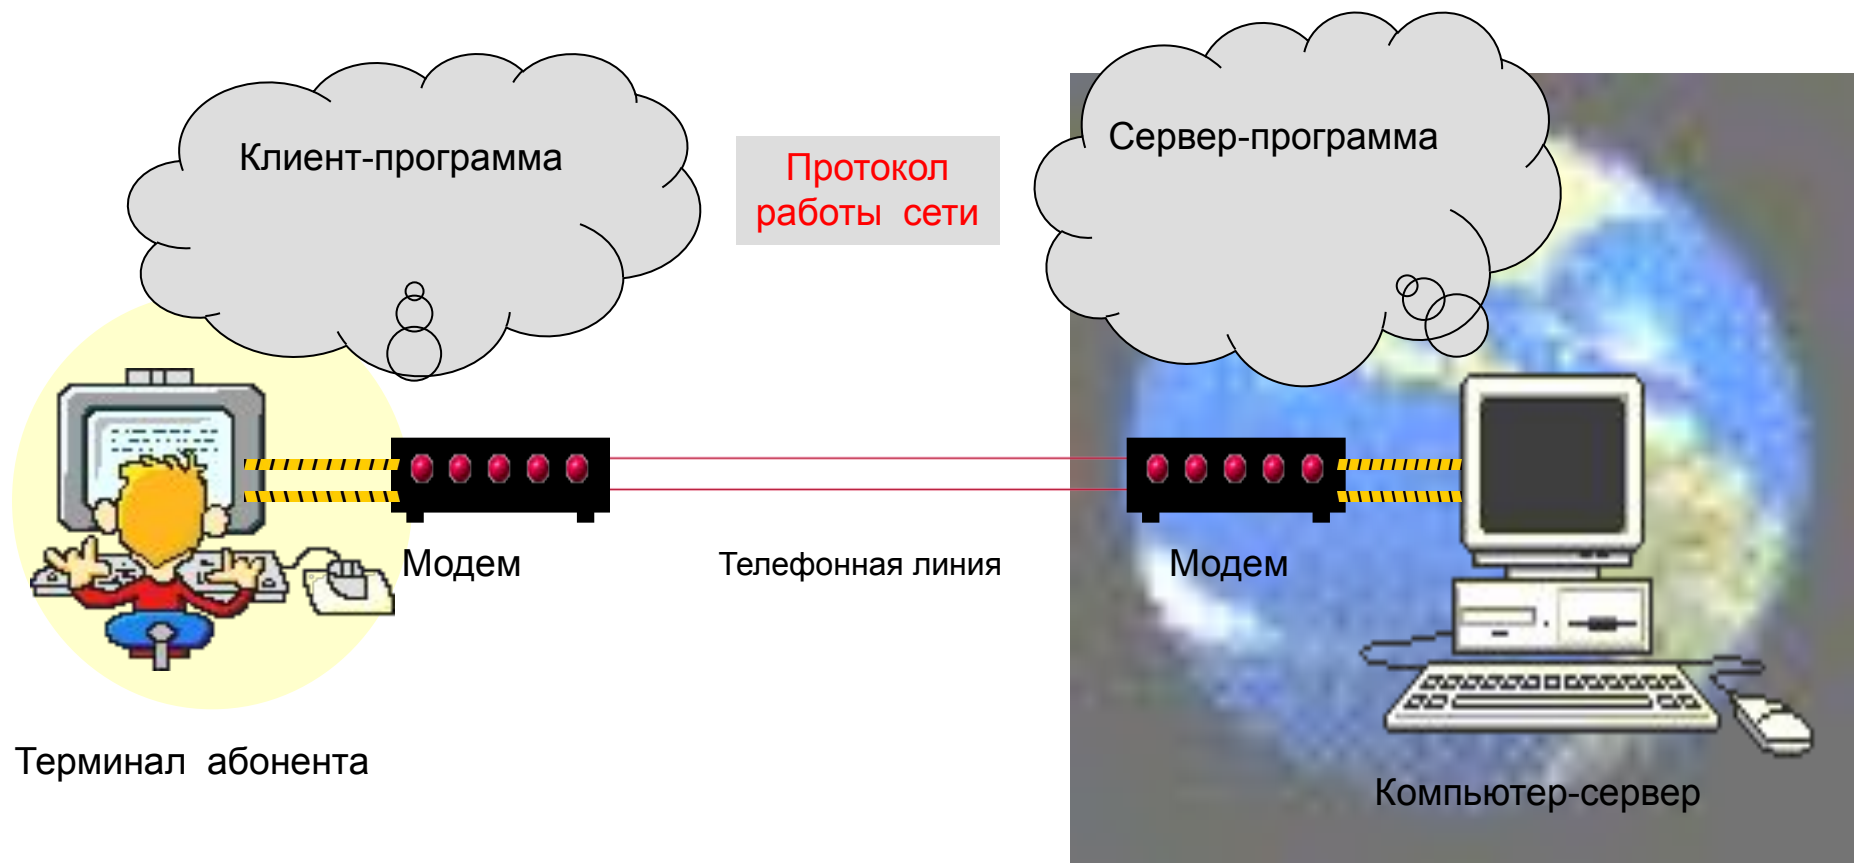 Клиент-программа
Протокол
работы сети
Сервер-программа
Модем
Телефонная линия
Модем
Терминал абонента
Компьютер-сервер